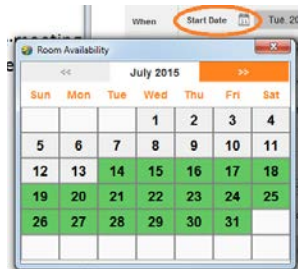 When Start Date 31 Tue. 20
meeting
e
Room Availability
<< July 2015 >>
Sun Mon Tue Wed Thu Fri Sat
1 2 3 4
5 6 7 8 9 10 11
12 13 14 15 16 17 18
19 20 21 22 23 24 25
26 27 28 29 30 31